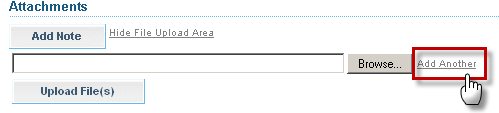 Attachments
Add Note Hide File Upload Area
Browse... Add Another
Upload File(s)